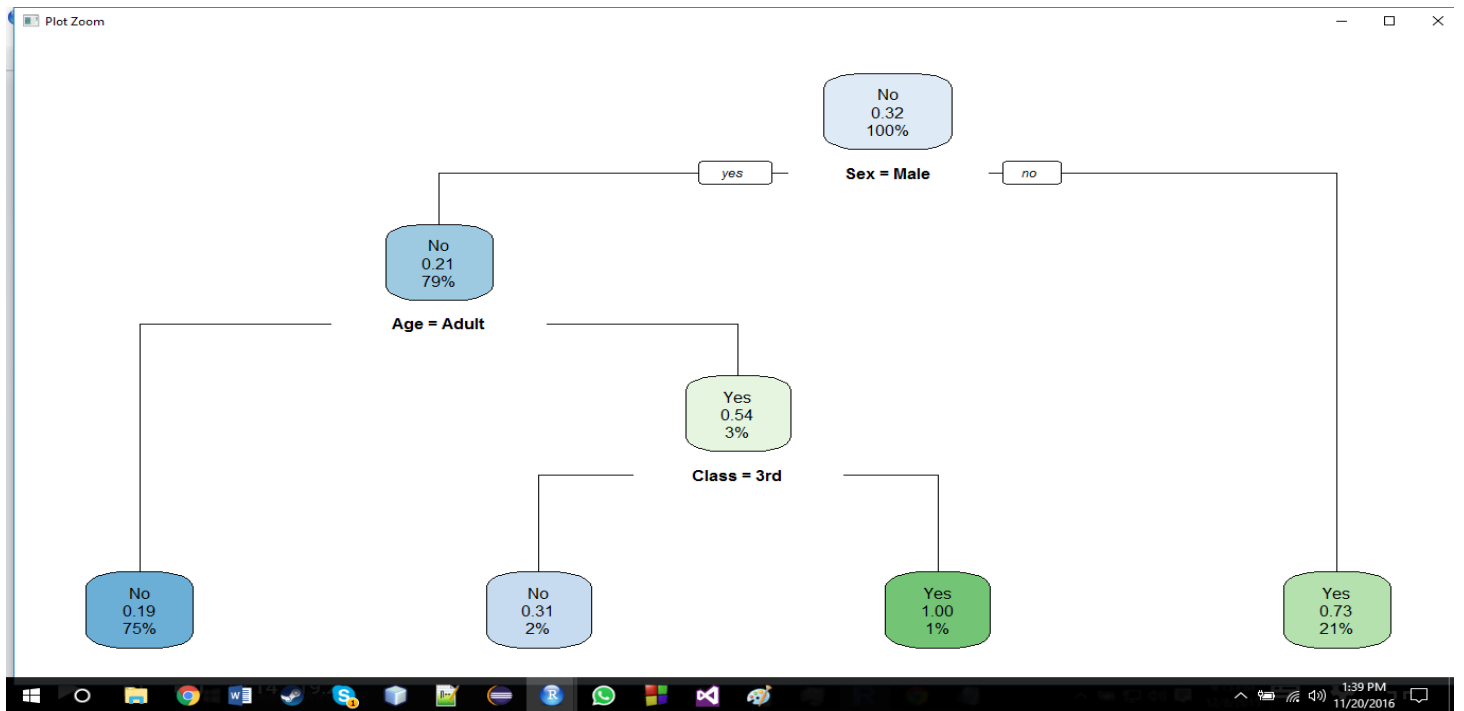 Plot Zoom
No
0.32
100%
yes
Sex = Male
no
No
0.21
79%
Age = Adult
Yes
0.54
3%
Class = 3rd
No
0.19
75%
No
0.31
2%
Yes
1.00
1%
Yes
0.73
21%
1:39 PM
11/20/2016